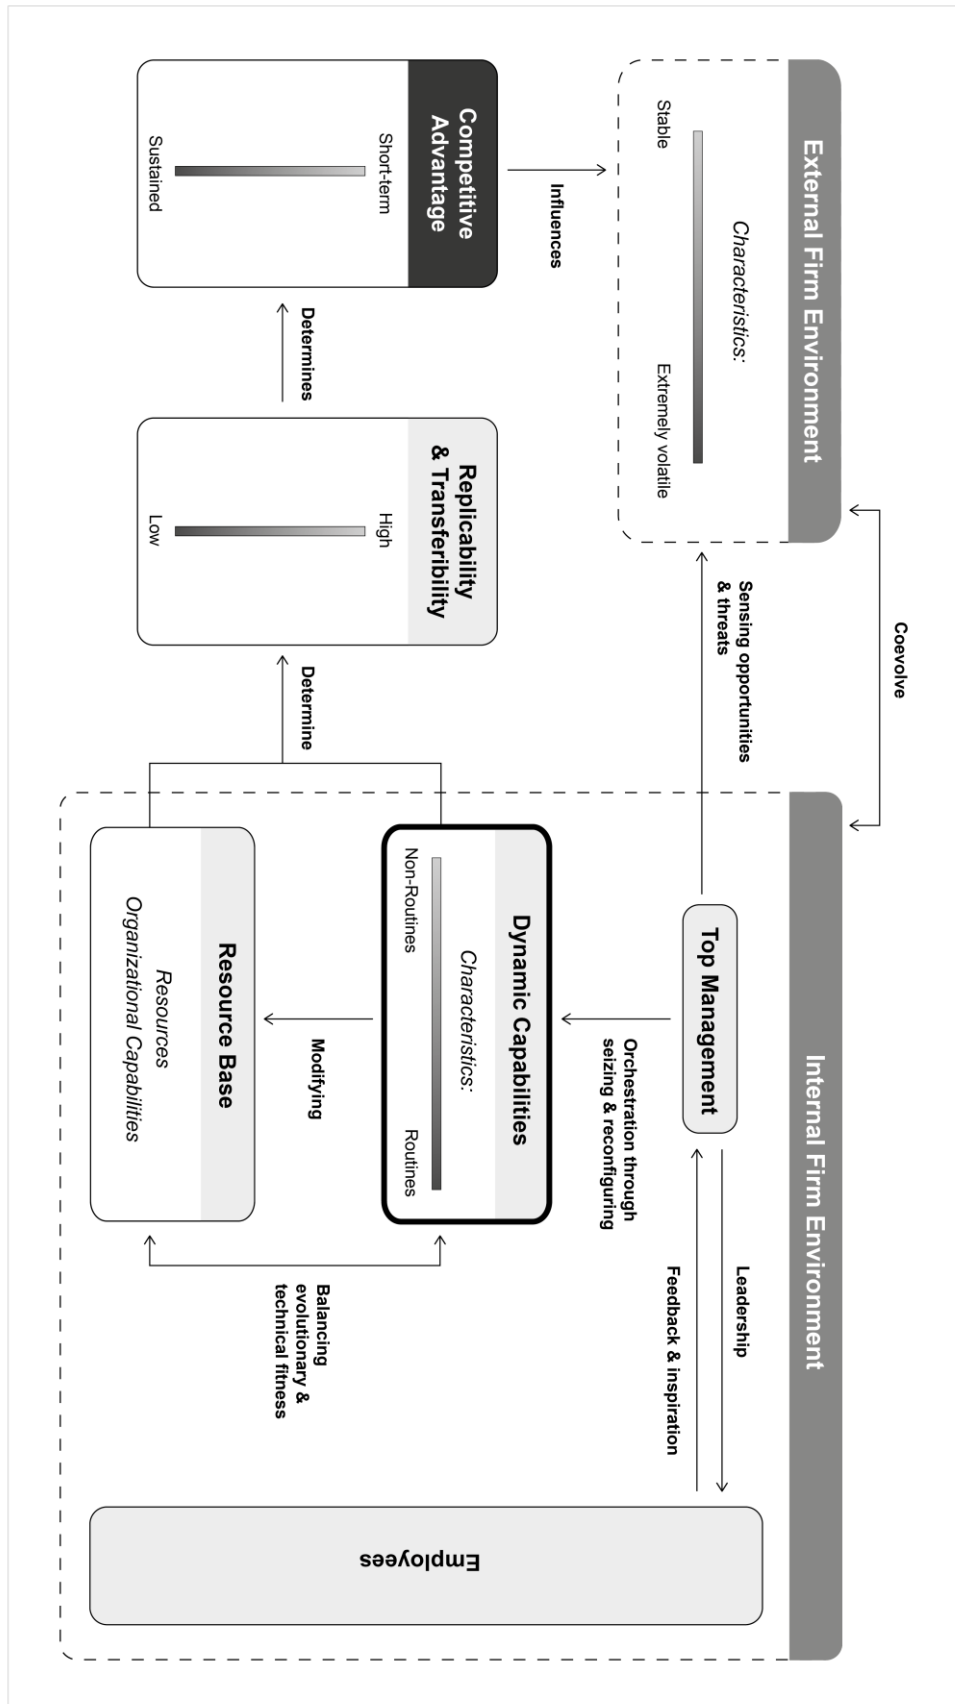 External Firm Environment
Characteristics:
Stable
Extremely volatile
Coevolve
Internal Firm Environment
Sensing opportunities
& threats
Top Management
Leadership
Feedback & inspiration
Orchestration through
seizing & reconfiguring
Influences
Competitive
Advantage
Short-term
Sustained
Determines
Replicability
& Transferibility
High
Low
Determine
Dynamic Capabilities
Characteristics:
Non-Routines
Routines
Modifying
Balancing
evolutionary &
technical fitness
Resource Base
Resources
Organizational Capabilities
Employees